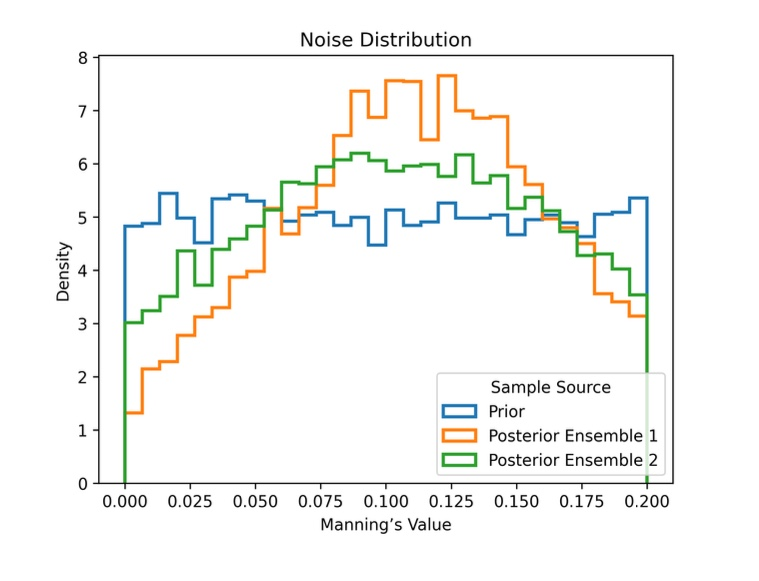 Noise Distribution
8
7
6
5
4
3
2
1
0
Density
0.000 0.025 0.050 0.075 0.100 0.125 0.150 0.175 0.200
Manning’s Value
Sample Source
Prior
Posterior Ensemble 1
Posterior Ensemble 2